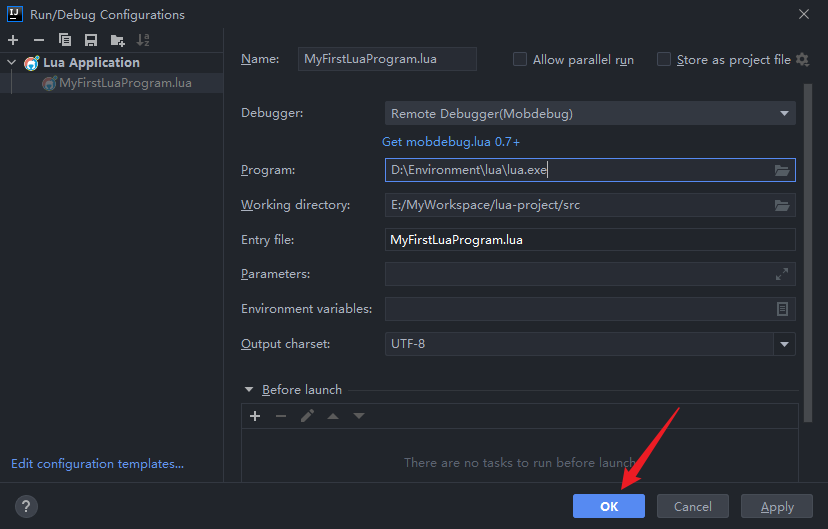 Run/Debug Configurations
Lua Application
MyFirstLuaProgram.lua
Name: MyFirstLuaProgram.lua Allow parallel run Store as project file
Debugger: Remote Debugger(Mobdebug)
Get mobdebug.lua 0.7+
Program: D:\Environment\lua\lua.exe
Working directory: E:/MyWorkspace/lua-project/src
Entry file: MyFirstLuaProgram.lua
Parameters:
Environment variables:
Output charset: UTF-8
Before launch
There are no tasks to run before launch
Edit configuration templates...
? OK Cancel Apply